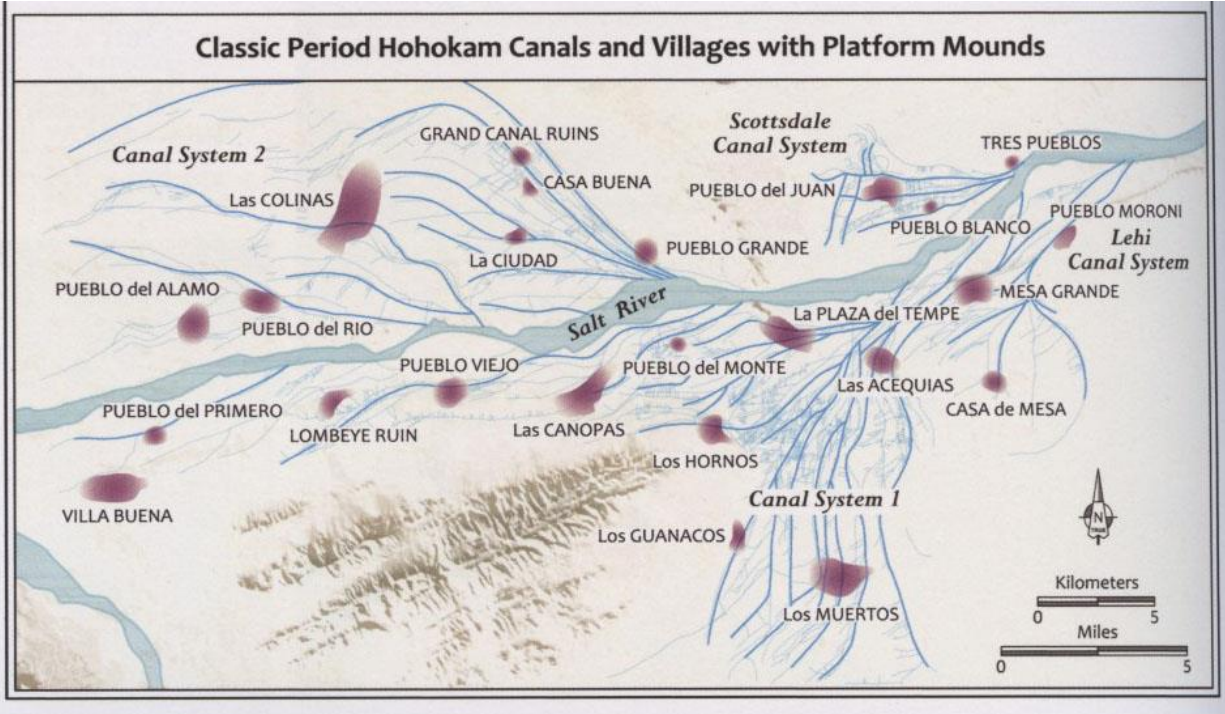 Classic Period Hohokam Canals and Villages with Platform Mounds
Scottsdale
Canal System
GRAND CANAL RUINS
TRES PUEBLOS
Canal System 2
CASA BUENA
PUEBLO del JUAN
Las COLINAS
PUEBLO MORONI
PUEBLO BLANCO
Lehi
Canal System
PUEBLO GRANDE
La CIUDAD
PUEBLO del ALAMO
MESA GRANDE
Salt River
La PLAZA del TEMPE
PUEBLO del RIO
PUEBLO VIEJO
PUEBLO del MONTE
Las ACEQUIAS
PUEBLO del PRIMERO
CASA de MESA
LOMBEYE RUIN
Las CANOPAS
Los HORNOS
Canal System 1
VILLA BUENA
N
TRUE
Los GUANACOS
Kilometers
0 5
Los MUERTOS
Miles
0 5